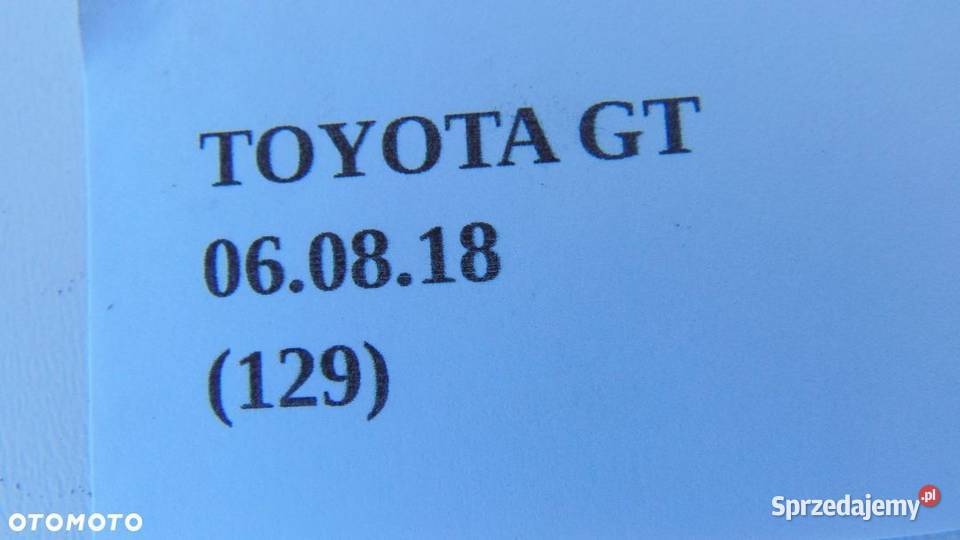 TOYOTA GT
06.08.18
(129)
OTOMOTO
Sprzedajemy.pl